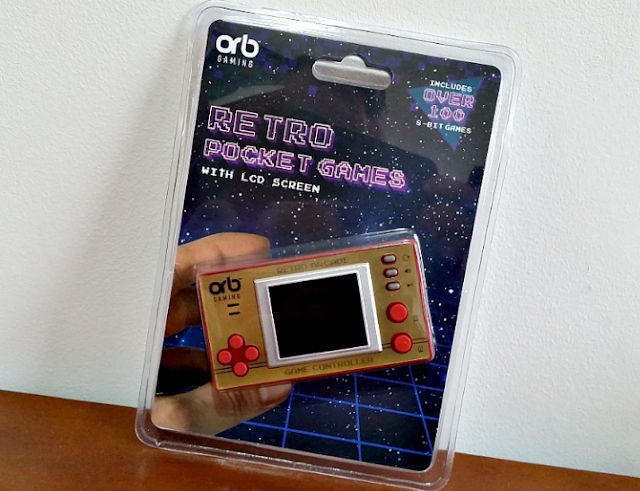 orb
GAMING
INCLUDES
OVER
100
8-BIT GAMES
RETRO
POCKET GAMES
WITH LCD SCREEN
RETRO ARCADE
orb
GAMING
GAME CONTROLLER